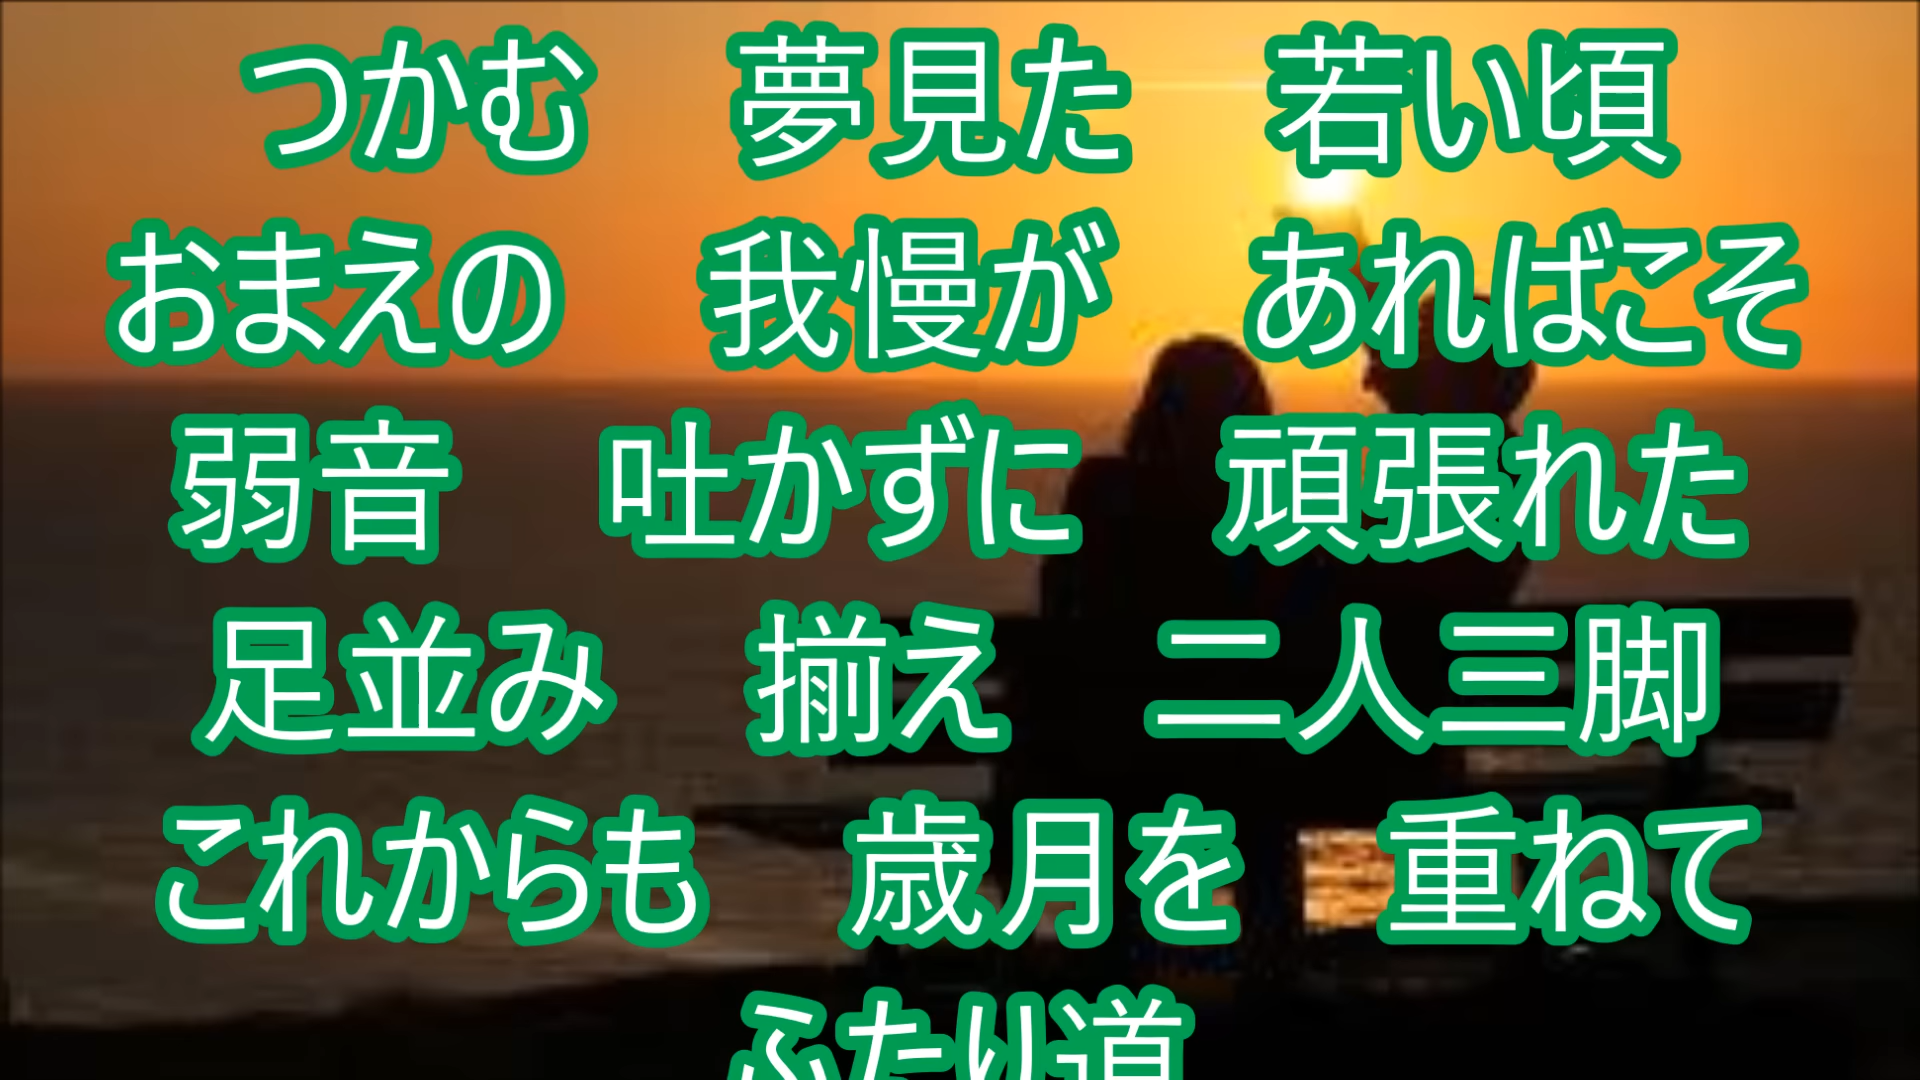 つかむ　夢見た　若い頃
おまえの　我慢が　あればこそ
弱音　吐かずに　頑張れた
足並み　揃え　二人三脚
これからも　歳月を　重ねて
ふたり道